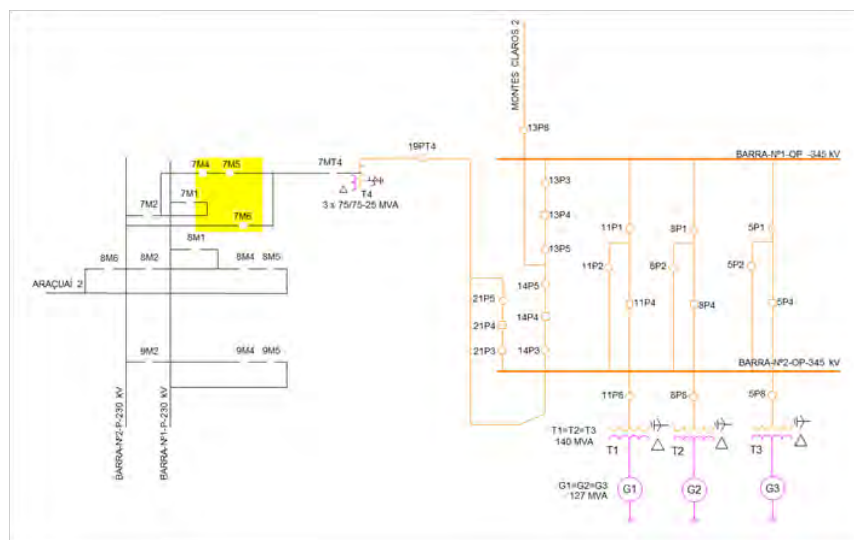 MONTES CLAROS 2
13P6
19PT4
BARRA-Nº1-OP -345 kV
7M4 7M5 7MT4
T4
3 x 75/75-25 MVA
7M1
7M2
7M6
13P3
13P4
13P5
8M1
8M6 8M2 8M4 8M5
ARAÇUAÍ 2
11P1 8P1 5P1
11P2 8P2 5P2
14P5
21P5
11P4 8P4 5P4
14P4
21P4
14P3
21P3
9M2 9M4 9M5
BARRA-Nº2-OP-345 kV
BARRA-Nº2-P-230 kV
BARRA-Nº1-P-230 kV
11P6 8P6 5P6
T1=T2=T3
140 MVA
T1 T2 T3
G1=G2=G3
127 MVA
G1 G2 G3